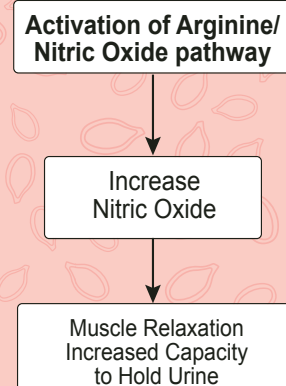 Activation of Arginine/
Nitric Oxide pathway
Increase
Nitric Oxide
Muscle Relaxation
Increased Capacity
to Hold Urine